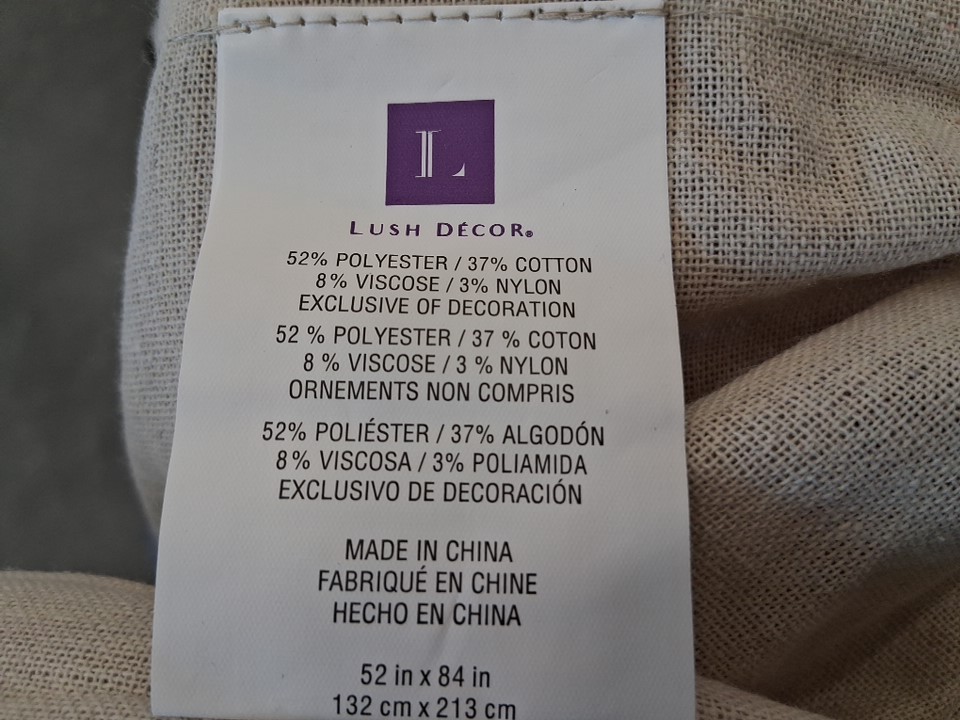 L
LUSH DÉCOR®
52% POLYESTER / 37% COTTON
8% VISCOSE / 3% NYLON
EXCLUSIVE OF DECORATION
52 % POLYESTER / 37 % COTON
8 % VISCOSE / 3 % NYLON
ORNEMENTS NON COMPRIS
52% POLIÉSTER / 37% ALGODÓN
8% VISCOSA / 3% POLIAMIDA
EXCLUSIVO DE DECORACIÓN
MADE IN CHINA
FABRIQUÉ EN CHINE
HECHO EN CHINA
52 in x 84 in
132 cm x 213 cm